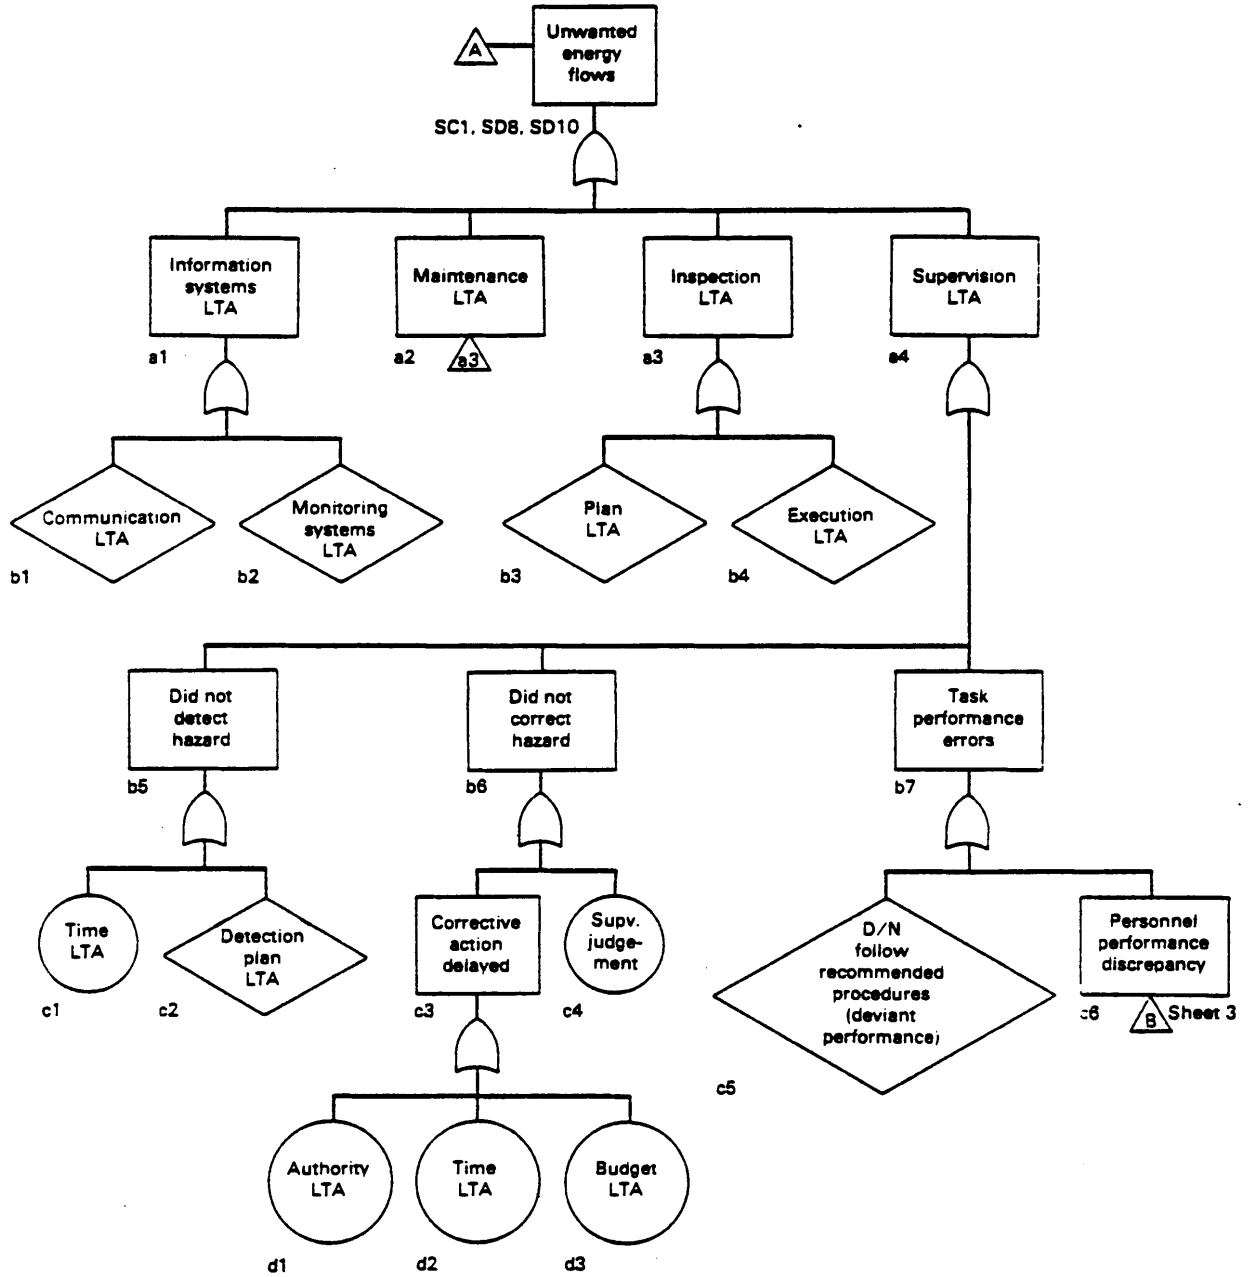 Unwanted
energy
flows
A
SC1, SD8, SD10
Information
systems
LTA
Maintenance
LTA
Inspection
LTA
Supervision
LTA
a1
a2
a3
a3
a4
Communication
LTA
Monitoring
systems
LTA
Plan
LTA
Execution
LTA
b1
b2
b3
b4
Did not
detect
hazard
Did not
correct
hazard
Task
performance
errors
b5
b6
b7
Time
LTA
Detection
plan
LTA
Corrective
action
delayed
Supv.
judge-
ment
D/N
follow
recommended
procedures
(deviant
performance)
Personnel
performance
discrepancy
c1
c2
c3
c4
c5
c6
B
Sheet 3
Authority
LTA
Time
LTA
Budget
LTA
d1
d2
d3